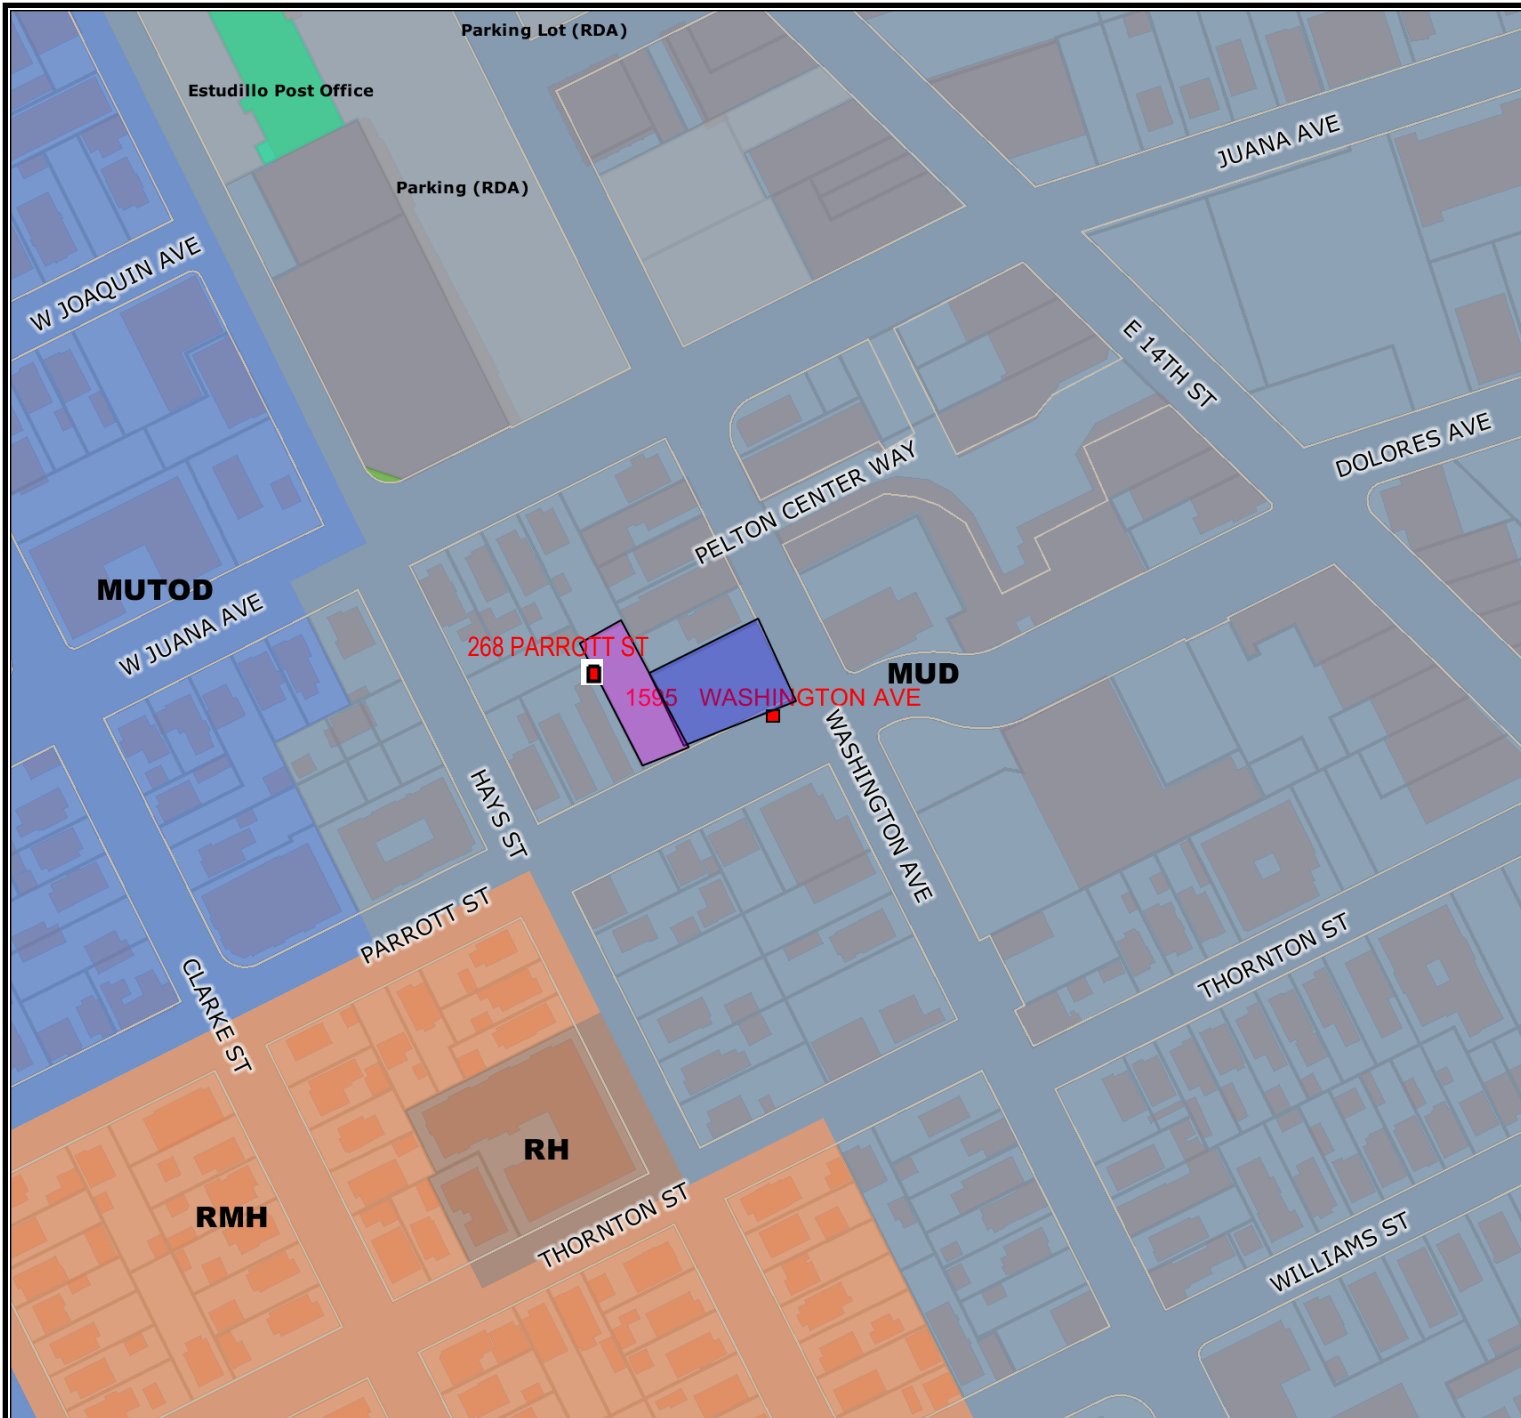 Parking Lot (RDA)
Estudillo Post Office
JUANA AVE
Parking (RDA)
W JOAQUIN AVE
E 14TH ST
DOLORES AVE
PELTON CENTER WAY
MUTOD
W JUANA AVE
268 PARROTT ST
MUD
1595 WASHINGTON AVE
WASHINGTON AVE
HAYS ST
PARROTT ST
THORNTON ST
CLARKE ST
RH
RMH
THORNTON ST
WILLIAMS ST